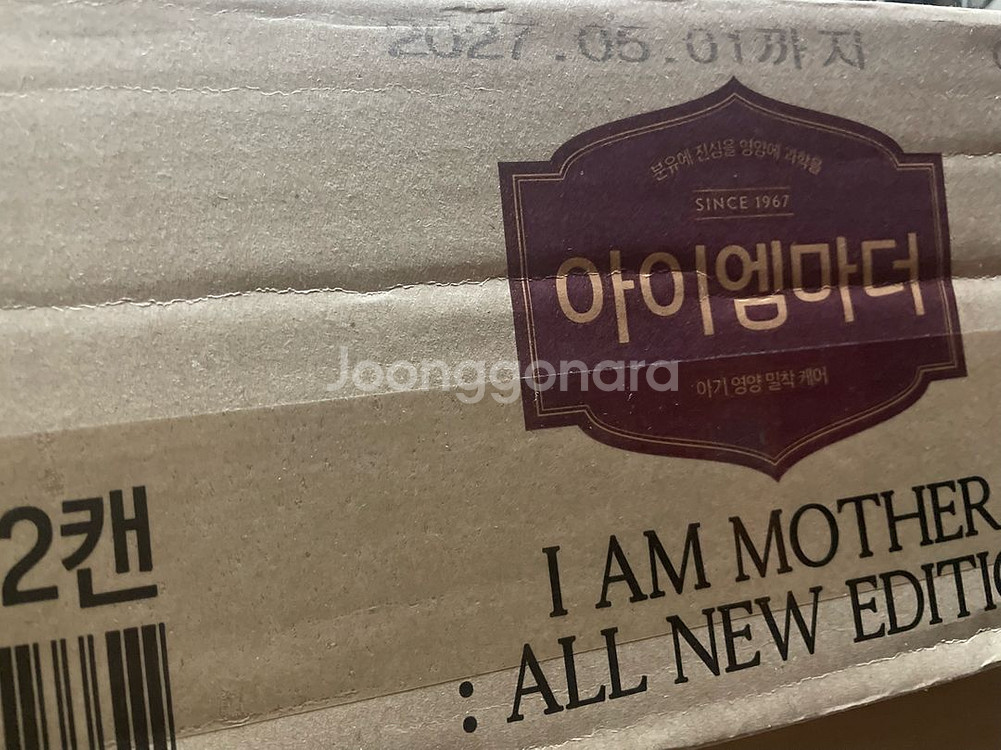 2027.05.01까지
분유에 진심을 영양에 과학을
SINCE 1967
아이엠마더
Joonggonara
아기 영양 밀착 케어
2캔
I AM MOTHER
: ALL NEW EDITIO